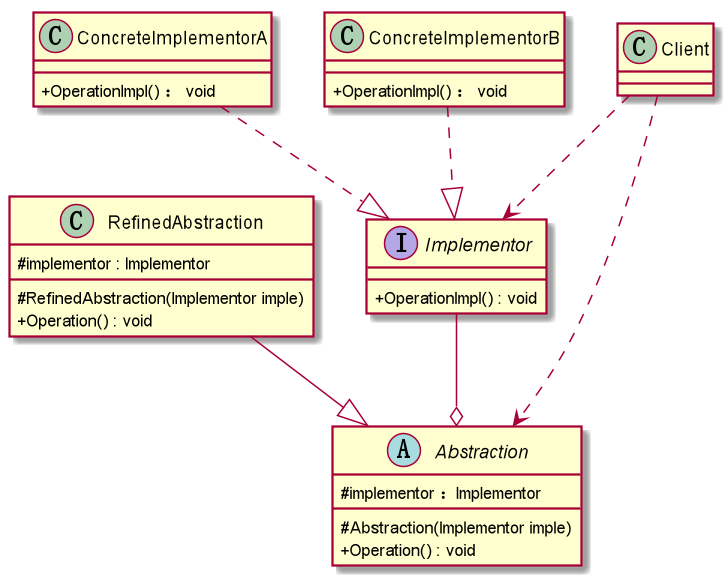 C ConcreteImplementorA
+OperationImpl() ： void
C ConcreteImplementorB
+OperationImpl() ： void
C Client
C RefinedAbstraction
#implementor : Implementor
#RefinedAbstraction(Implementor imple)
+Operation() : void
I Implementor
+OperationImpl() : void
A Abstraction
#implementor ：Implementor
#Abstraction(Implementor imple)
+Operation() : void